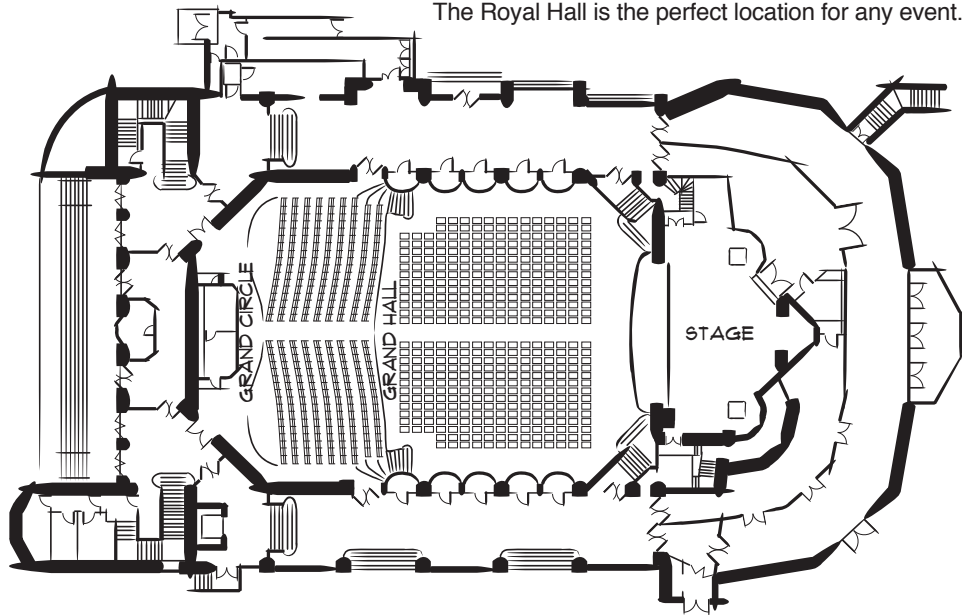 The Royal Hall is the perfect location for any event.
GRAND CIRCLE
GRAND HALL
STAGE